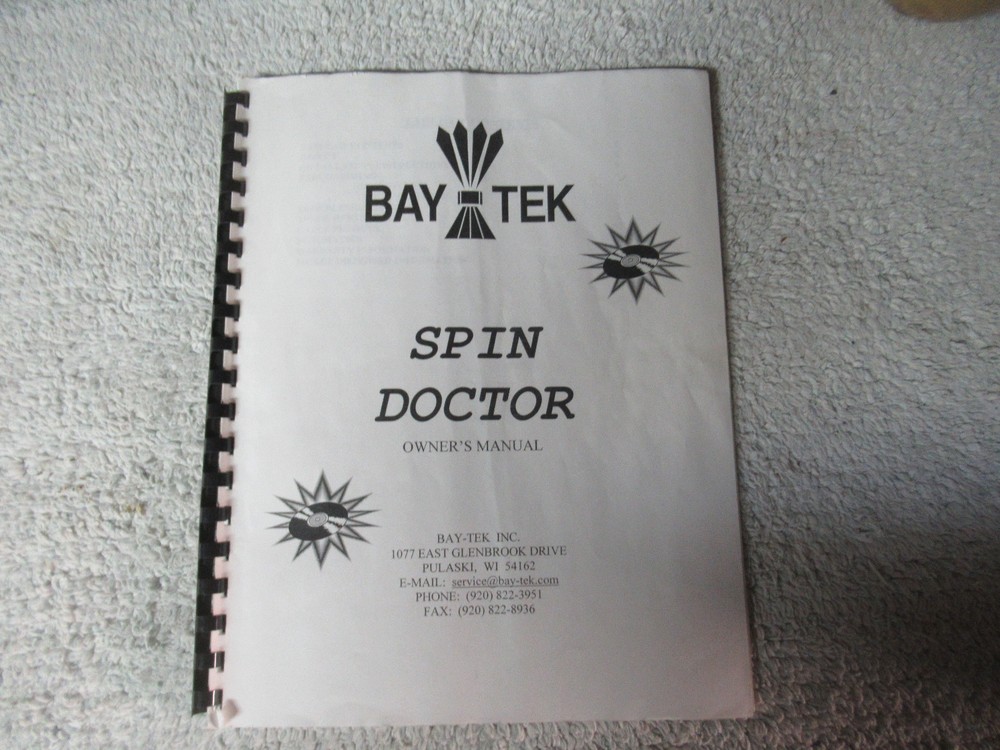 BAY TEK
SPIN
DOCTOR
OWNER'S MANUAL
BAY-TEK INC.
1077 EAST GLENBROOK DRIVE
PULASKI, WI 54162
E-MAIL: service@bay-tek.com
PHONE: (920) 822-3951
FAX: (920) 822-8936